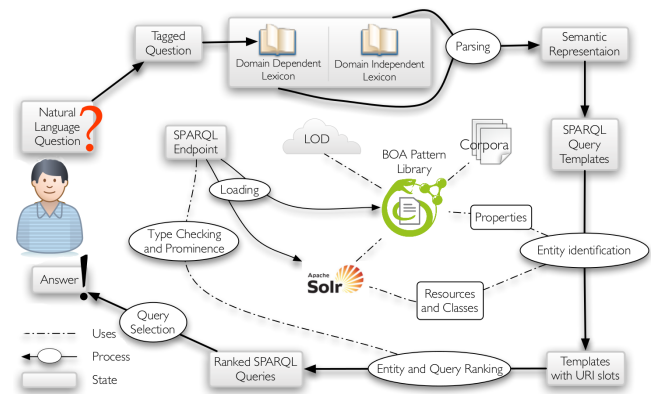 Natural
Language
Question
?
Tagged
Question
Domain Dependent
Lexicon
Domain Independent
Lexicon
Parsing
Semantic
Representaion
SPARQL
Query
Templates
SPARQL
Endpoint
LOD
Corpora
BOA Pattern
Library
Loading
Properties
Type Checking
and Prominence
Entity identification
Apache
Solr
Resources
and Classes
Answer
!
Query
Selection
Uses
Process
State
Ranked SPARQL
Queries
Entity and Query Ranking
Templates
with URI slots